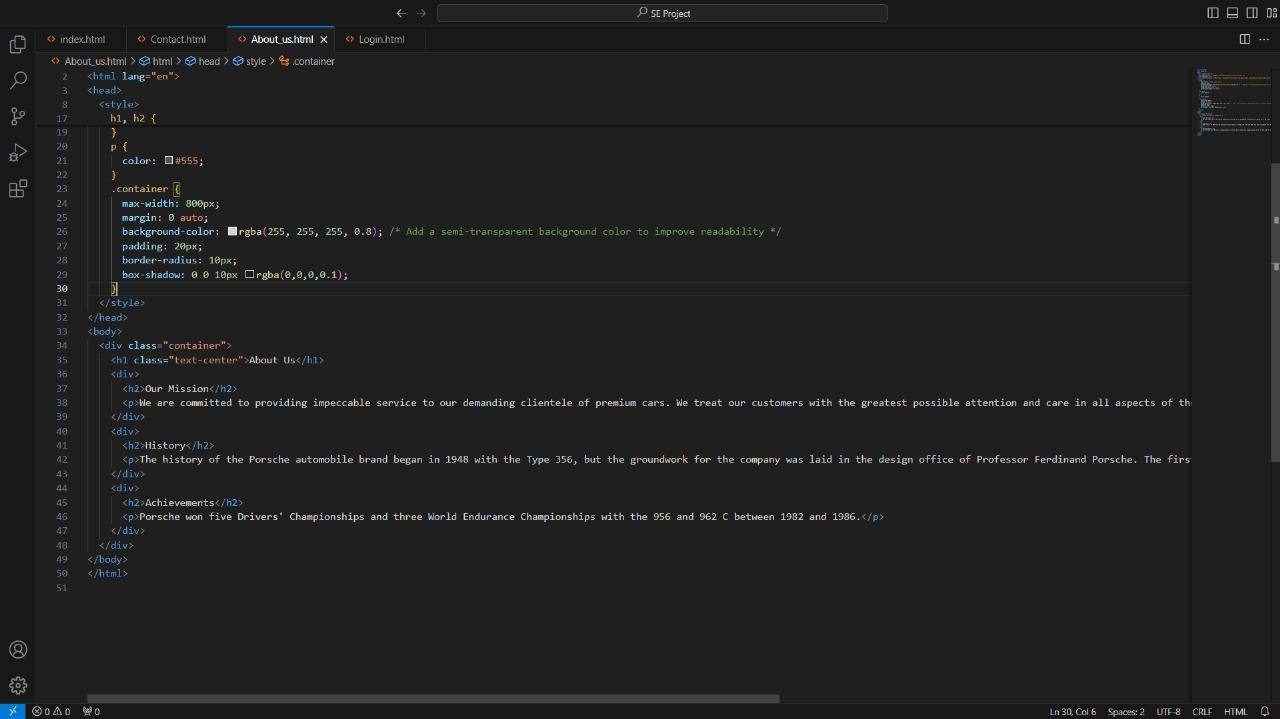 SE Project
index.html
Contact.html
About_us.html
Login.html
About_us.html > html > head > style > .container
2 <html lang="en">
3 <head>
8 <style>
17 h1, h2 {
19 }
20 p {
21 color: #555;
22 }
23 .container {
24 max-width: 800px;
25 margin: 0 auto;
26 background-color: rgba(255, 255, 255, 0.8); /* Add a semi-transparent background color to improve readability */
27 padding: 20px;
28 border-radius: 10px;
29 box-shadow: 0 0 10px rgba(0,0,0,0.1);
30 }
31 </style>
32 </head>
33 <body>
34 <div class="container">
35 <h1 class="text-center">About Us</h1>
36 <div>
37 <h2>Our Mission</h2>
38 <p>We are committed to providing impeccable service to our demanding clientele of premium cars. We treat our customers with the greatest possible attention and care in all aspects of th
39 </div>
40 <div>
41 <h2>History</h2>
42 <p>The history of the Porsche automobile brand began in 1948 with the Type 356, but the groundwork for the company was laid in the design office of Professor Ferdinand Porsche. The first
43 </div>
44 <div>
45 <h2>Achievements</h2>
46 <p>Porsche won five Drivers' Championships and three World Endurance Championships with the 956 and 962 C between 1982 and 1986.</p>
47 </div>
48 </div>
49 </body>
50 </html>
51
0 0 0 Ln 30, Col 6 Spaces: 2 UTF-8 CRLF HTML